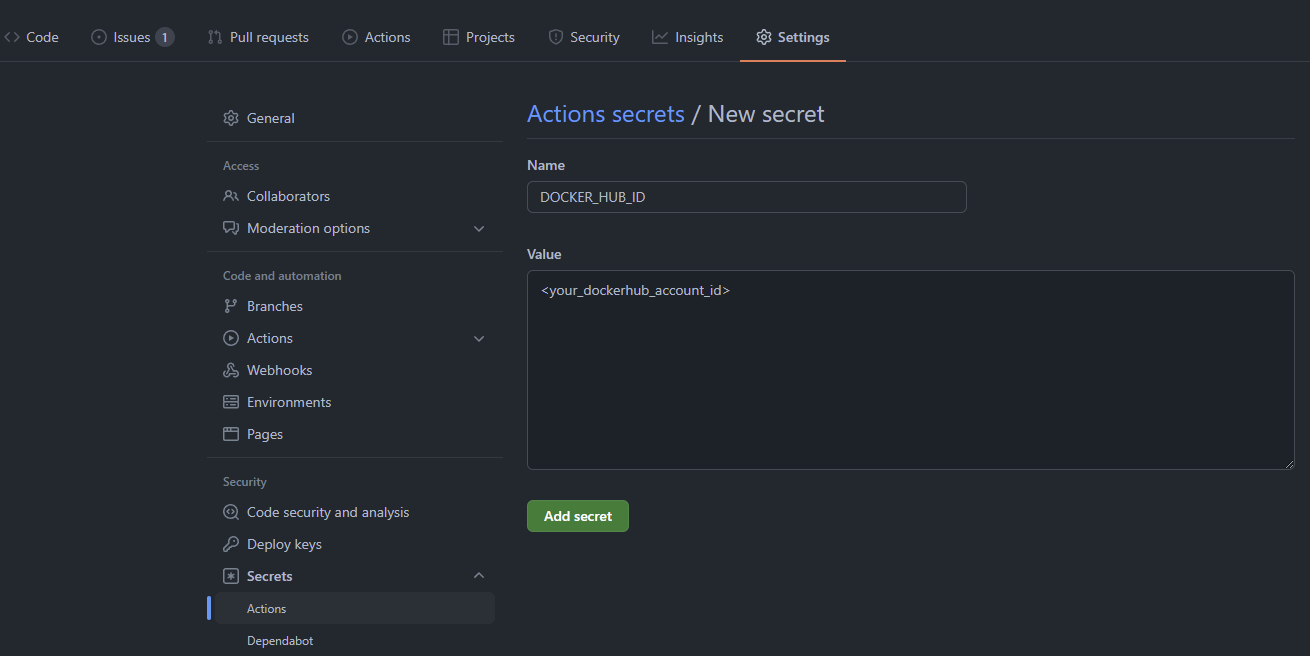 Code Issues 1 Pull requests Actions Projects Security Insights Settings
General
Access
Collaborators
Moderation options
Code and automation
Branches
Actions
Webhooks
Environments
Pages
Security
Code security and analysis
Deploy keys
Secrets
Actions
Dependabot
Actions secrets / New secret
Name
DOCKER_HUB_ID
Value
<your_dockerhub_account_id>
Add secret